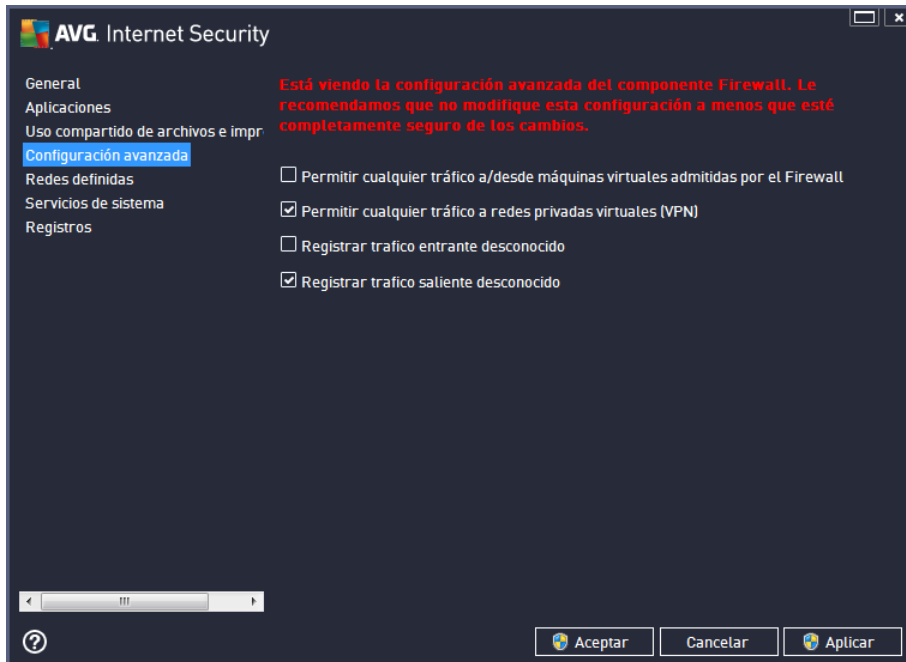 AVG. Internet Security
General
Aplicaciones
Uso compartido de archivos e impr
Configuración avanzada
Redes definidas
Servicios de sistema
Registros
Está viendo la configuración avanzada del componente Firewall. Le
recomendamos que no modifique esta configuración a menos que esté
completamente seguro de los cambios.
Permitir cualquier tráfico a/desde máquinas virtuales admitidas por el Firewall
Permitir cualquier tráfico a redes privadas virtuales (VPN)
Registrar trafico entrante desconocido
Registrar trafico saliente desconocido
Aceptar
Cancelar
Aplicar